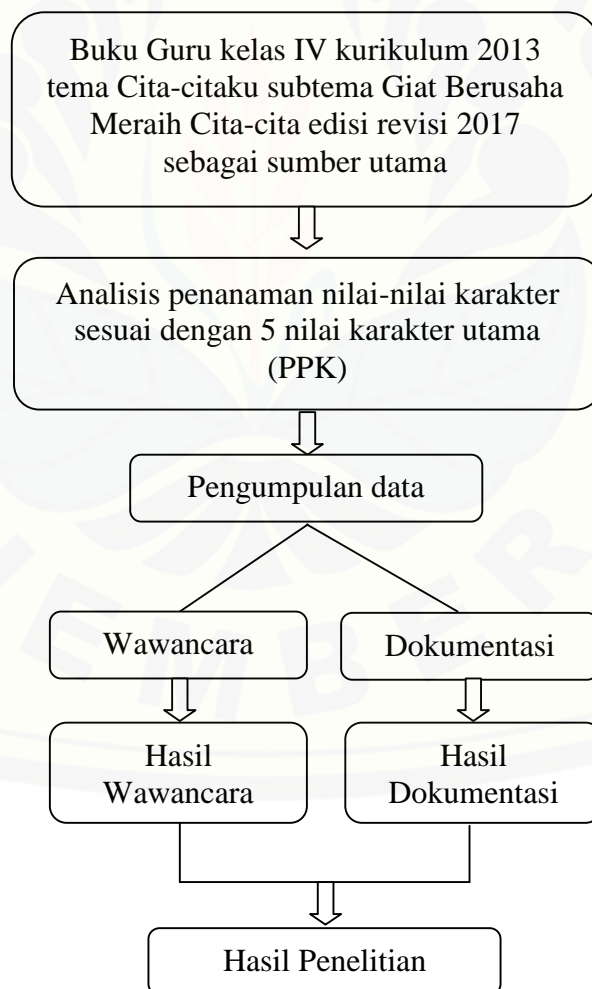 Buku Guru kelas IV kurikulum 2013
tema Cita-citaku subtema Giat Berusaha
Meraih Cita-cita edisi revisi 2017
sebagai sumber utama
Analisis penanaman nilai-nilai karakter
sesuai dengan 5 nilai karakter utama
(PPK)
Pengumpulan data
Wawancara
Dokumentasi
Hasil
Wawancara
Hasil
Dokumentasi
Hasil Penelitian
JEMBER